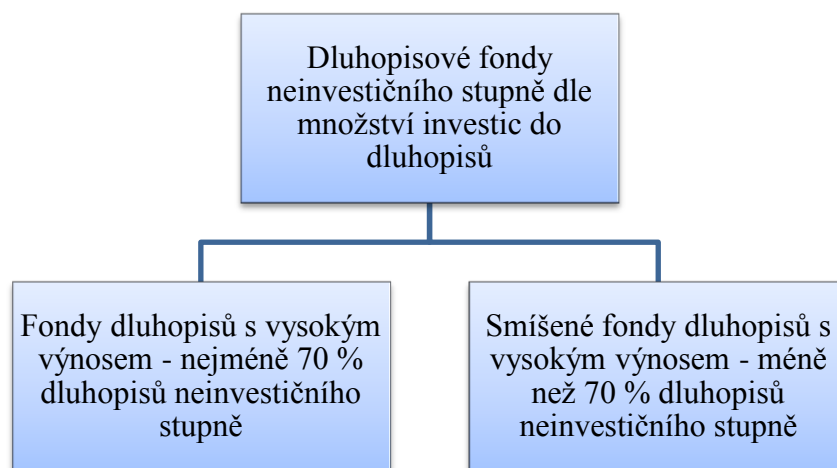 Dluhopisové fondy
neinvestičního stupně dle
množství investic do
dluhopisů
Fondy dluhopisů s vysokým
výnosem - nejméně 70 %
dluhopisů neinvestičního
stupně
Smíšené fondy dluhopisů s
vysokým výnosem - méně
než 70 % dluhopisů
neinvestičního stupně